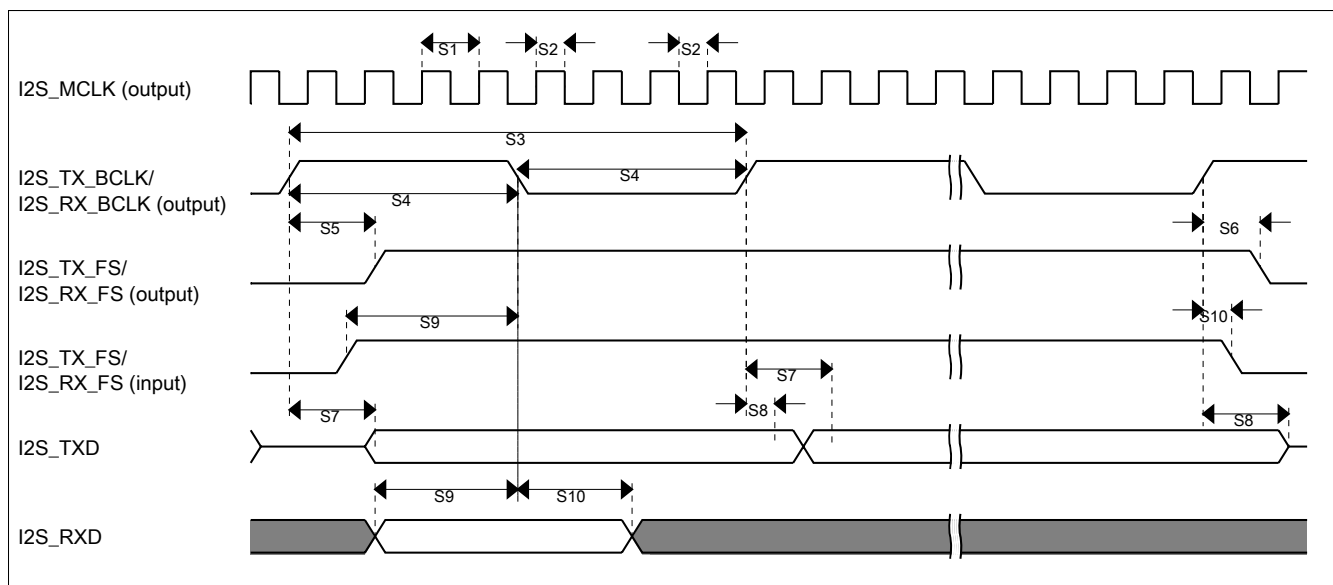 S1
S2
S2
I2S_MCLK (output)
S3
I2S_TX_BCLK/
I2S_RX_BCLK (output)
S4
S4
S5
S6
I2S_TX_FS/
I2S_RX_FS (output)
S9
S10
I2S_TX_FS/
I2S_RX_FS (input)
S7
S7
S8
S8
I2S_TXD
S9
S10
I2S_RXD